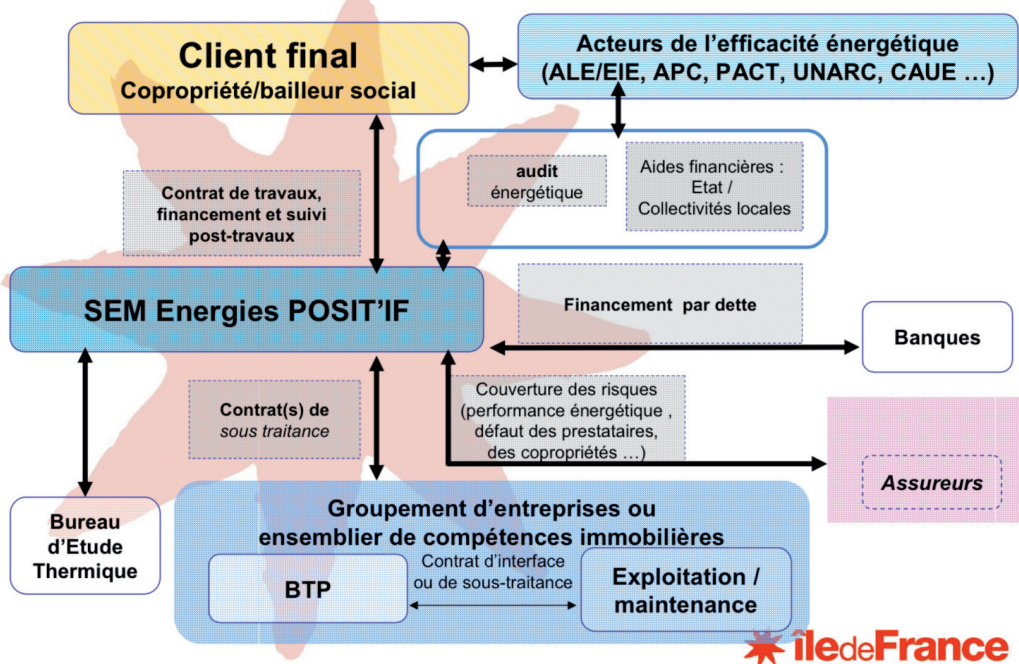 Client final
Copropriété/bailleur social
Acteurs de l'efficacité énergétique
(ALE/EIE, APC, PACT, UNARC, CAUE ...)
audit
énergétique
Aides financières :
Etat /
Collectivités locales
Contrat de travaux,
financement et suivi
post-travaux
SEM Energies POSIT'IF
Financement par dette
Banques
Contrat(s) de
sous traitance
Couverture des risques
(performance énergétique ,
défaut des prestataires,
des copropriétés ...)
Assureurs
Bureau
d'Etude
Thermique
Groupement d'entreprises ou
ensemblier de compétences immobilières
BTP
Contrat d'interface
ou de sous-traitance
Exploitation /
maintenance
îledeFrance